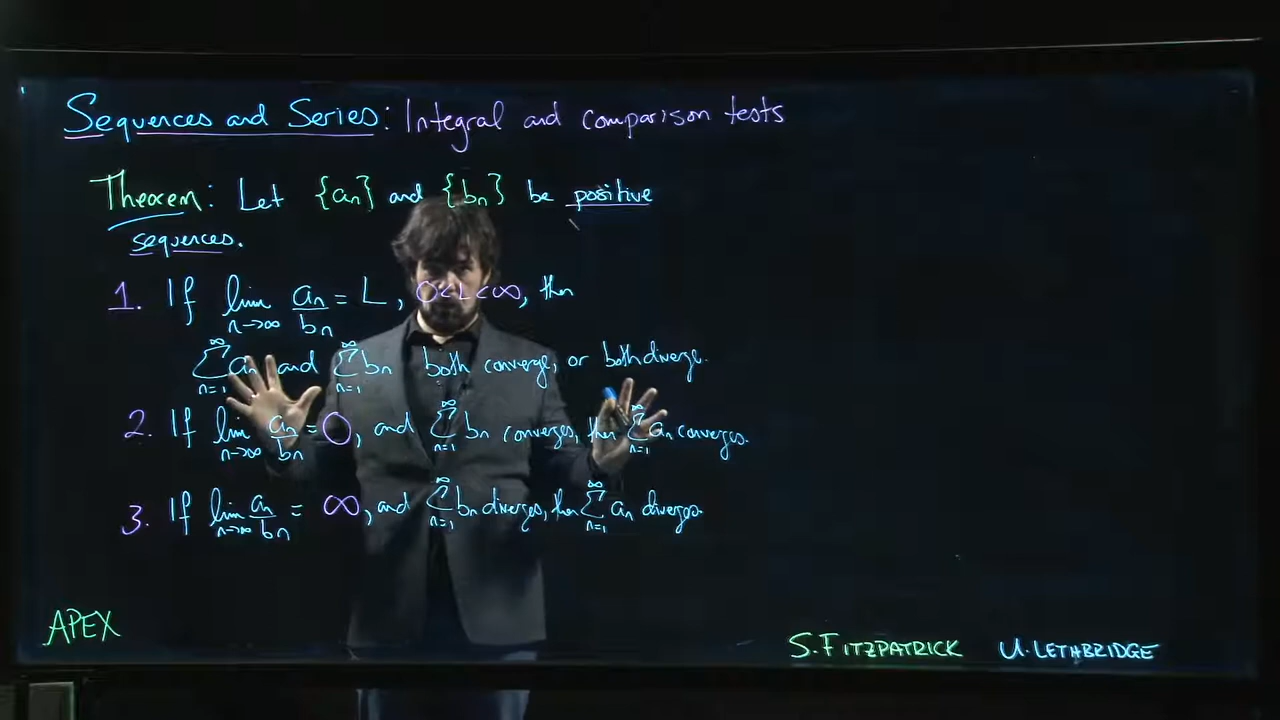 Sequences and Series: Integral and comparison tests
Theorem: Let {an} and {bn} be positive
sequences.
1. If lim n→∞ an/bn = L, 0<L<∞, then
∞∑n=1 an and ∞∑n=1 bn both converge, or both diverge.
2. If lim n→∞ an/bn = 0, and ∞∑n=1 bn converges, then ∞∑n=1 an converges.
3. If lim n→∞ an/bn = ∞, and ∞∑n=1 bn diverges, then ∞∑n=1 an diverges.
APEX
S. FITZPATRICK U. LETHBRIDGE